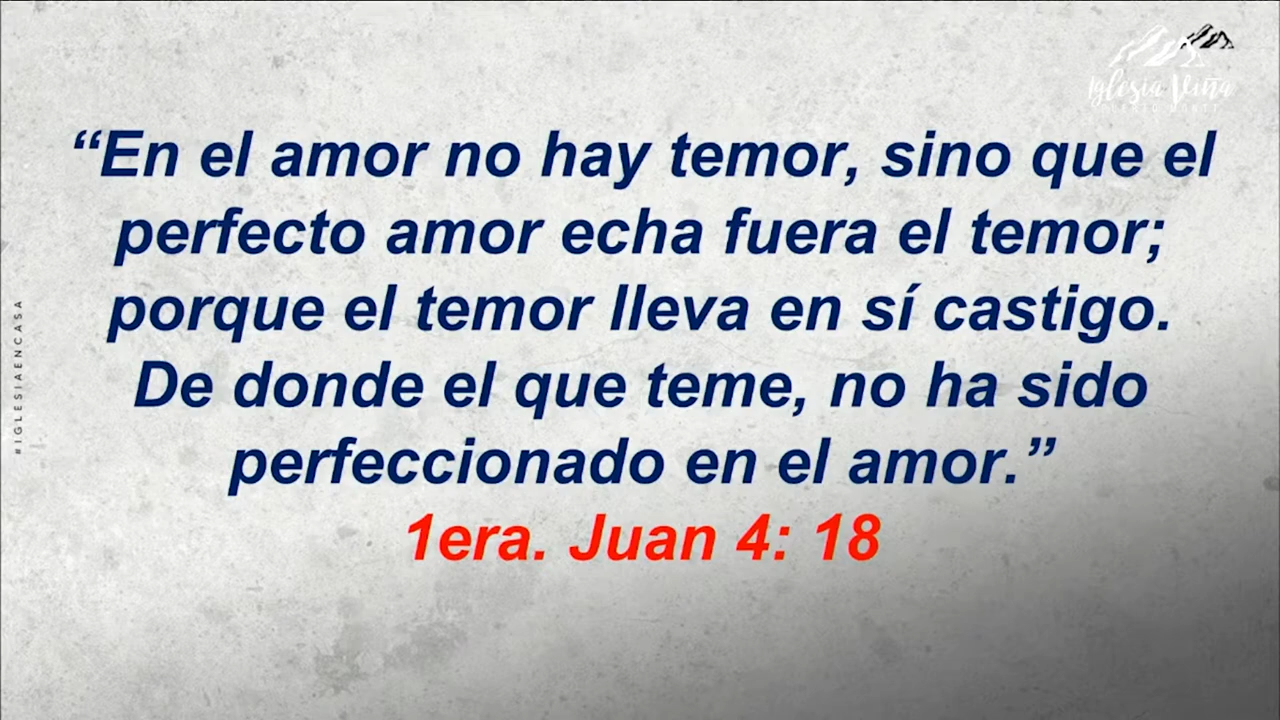 Iglesia Viña
“En el amor no hay temor, sino que el
perfecto amor echa fuera el temor;
porque el temor lleva en sí castigo.
De donde el que teme, no ha sido
perfeccionado en el amor.”
1era. Juan 4: 18
#IGLESIAENCASA